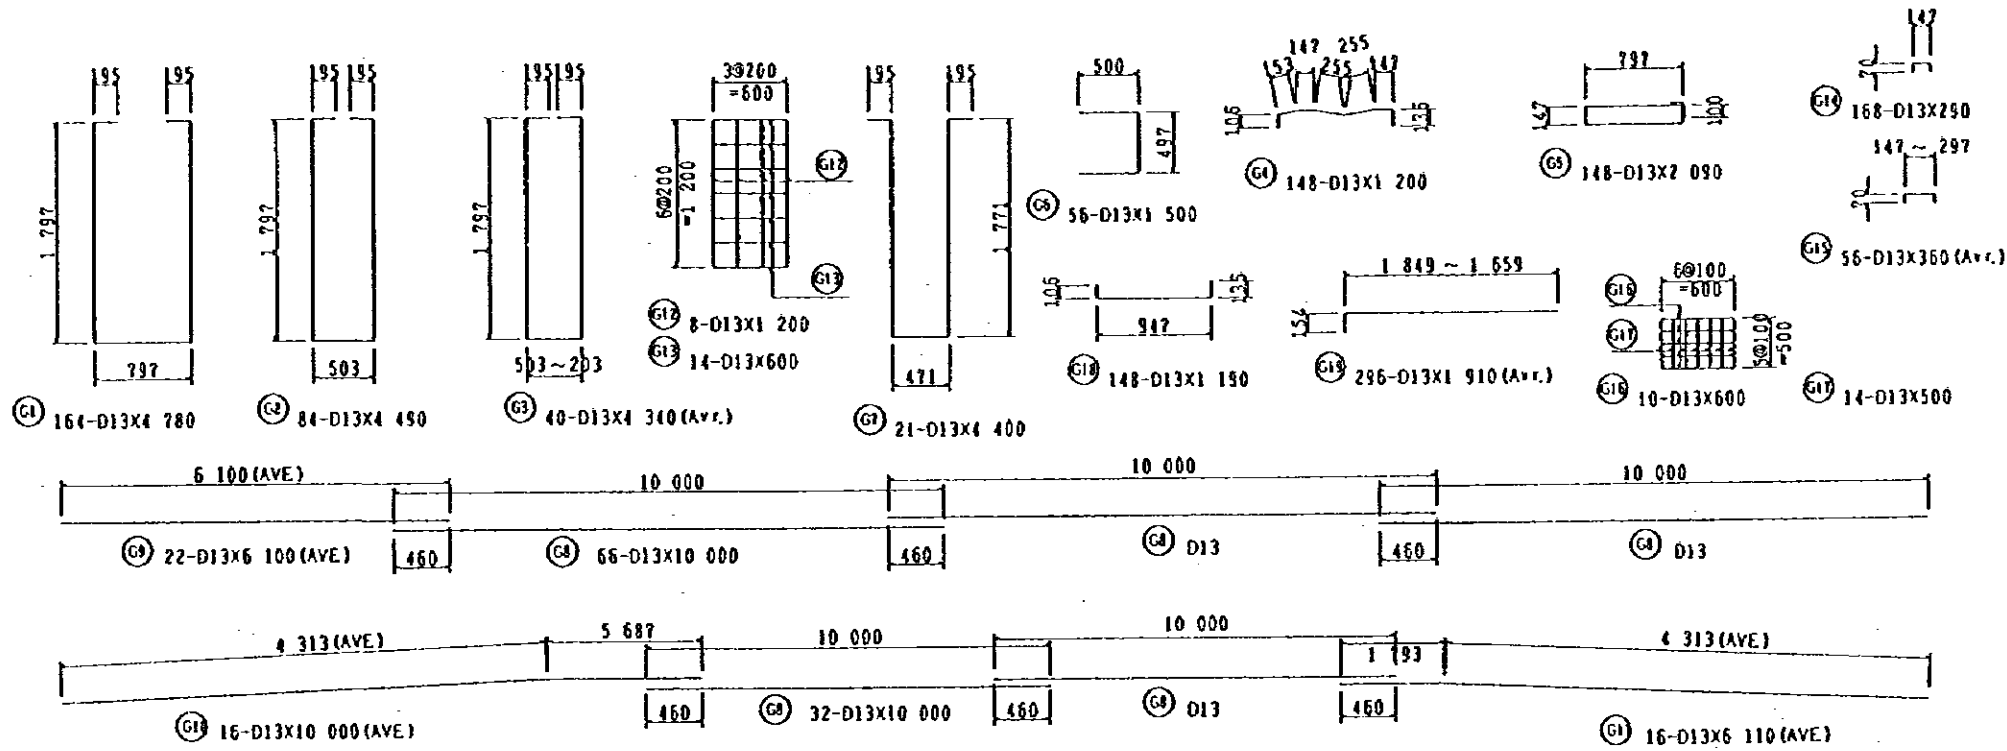 195 195
1 797
797
G1 164-D13X4 780
195 195
1 797
503
G2 84-D13X4 490
195 195
1 797
503~203
G3 40-D13X4 340(Avr.)
3@200
=600
6@200
=1 200
G12
G13
G12 8-D13X1 200
G13 14-D13X600
195 195
1 771
471
G7 21-D13X4 400
500
497
G6 56-D13X1 500
147 255
153 255 147
106
135
G4 148-D13X1 200
797
147
100
G5 148-D13X2 090
147
70
G14 168-D13X290
147~297
70
G15 56-D13X360(Avr.)
106
135
947
G18 148-D13X1 190
1 849~1 659
154
G19 296-D13X1 910(Avr.)
6@100
=600
G16
G17
5@100
=500
G16 10-D13X600
G17 14-D13X500
6 100(AVE)
10 000
10 000
10 000
G9 22-D13X6 100(AVE)
460
G8 66-D13X10 000
460
G8 D13
460
G8 D13
4 313(AVE)
5 687
10 000
10 000
4 313(AVE)
16-D13X10 000(AVE)
460
G8 32-D13X10 000
460
G8 D13
460
16-D13X6 110(AVE)